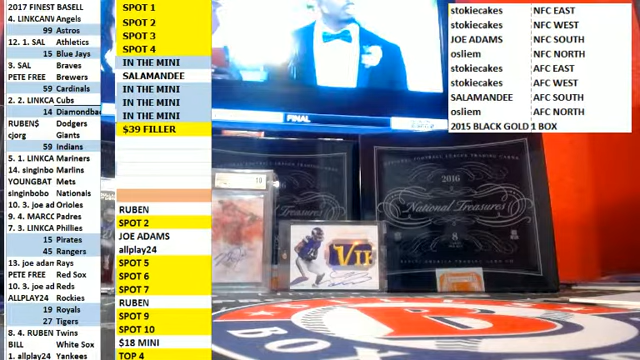 2017 FINEST BASELL
4. LINKCANV Angels
99 Astros
12. 1. SAL Athletics
15 Blue Jays
3. SAL Braves
PETE FREE Brewers
59 Cardinals
2. 2. LINKCA Cubs
14 Diamondback
RUBEN$ Dodgers
cjorg Giants
59 Indians
5. 1. LINKCA Mariners
14. singinbo Marlins
YOUNGBAT Mets
singinbobo Nationals
10. 3. joe ad Orioles
9. 4. MARCC Padres
7. 3. LINKCA Phillies
15 Pirates
45 Rangers
13. joe adam Rays
PETE FREE Red Sox
10. 3. joe ad Reds
ALLPLAY24 Rockies
19 Royals
27 Tigers
8. 4. RUBEN Twins
BILL White Sox
1. allplay24 Yankees
SPOT 1
SPOT 2
SPOT 3
SPOT 4
IN THE MINI
SALAMANDEE
IN THE MINI
IN THE MINI
IN THE MINI
$39 FILLER
RUBEN
SPOT 2
JOE ADAMS
allplay24
SPOT 5
SPOT 6
SPOT 7
RUBEN
SPOT 9
SPOT 10
$18 MINI
TOP 4
stokiecakes NFC EAST
stokiecakes NFC WEST
JOE ADAMS NFC SOUTH
osliem NFC NORTH
stokiecakes AFC EAST
stokiecakes AFC WEST
SALAMANDEE AFC SOUTH
osliem AFC NORTH
2015 BLACK GOLD 1 BOX
FINAL
10
VIK
2016
National Treasures
8
BOX